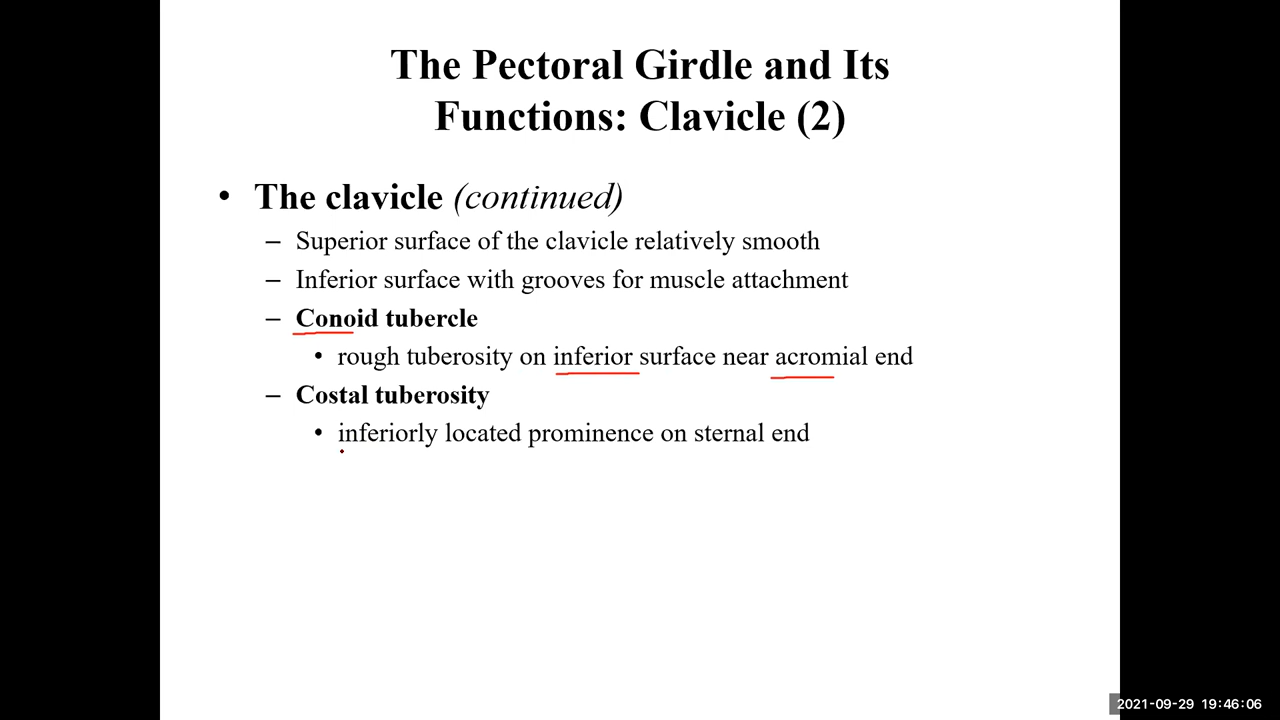 The Pectoral Girdle and Its
Functions: Clavicle (2)
• The clavicle (continued)
– Superior surface of the clavicle relatively smooth
– Inferior surface with grooves for muscle attachment
– Conoid tubercle
• rough tuberosity on inferior surface near acromial end
– Costal tuberosity
• inferiorly located prominence on sternal end
2021-09-29 19:46:06